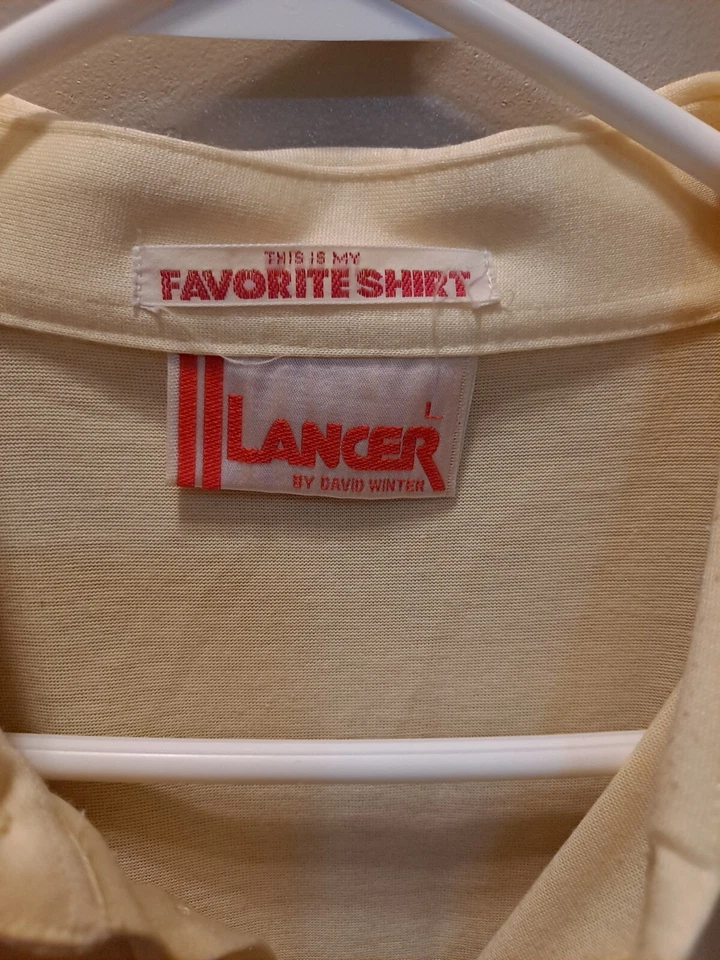 THIS IS MY
FAVORITE SHIRT
L
LANCER
BY DAVID WINTER